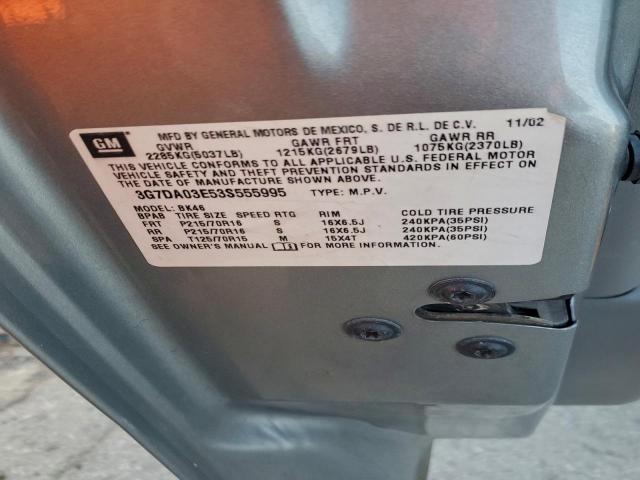 GM
MFD BY GENERAL MOTORS DE MEXICO, S. DE R.L. DE C.V. 11/02
GVWR GAWR FRT GAWR RR
2285KG(5037LB) 1215KG(2679LB) 1075KG(2370LB)
THIS VEHICLE CONFORMS TO ALL APPLICABLE U.S. FEDERAL MOTOR
VEHICLE SAFETY AND THEFT PREVENTION STANDARDS IN EFFECT ON
THE DATE OF MANUFACTURE SHOWN ABOVE.
3G7DA03E53S555995 TYPE: M.P.V.
MODEL: BK46
BPAB TIRE SIZE SPEED RTG RIM COLD TIRE PRESSURE
FRT P215/70R16 S 16X6.5J 240KPA(35PSI)
RR P215/70R16 S 16X6.5J 240KPA(35PSI)
SPA T125/70R15 M 15X4T 420KPA(60PSI)
SEE OWNER'S MANUAL FOR MORE INFORMATION.